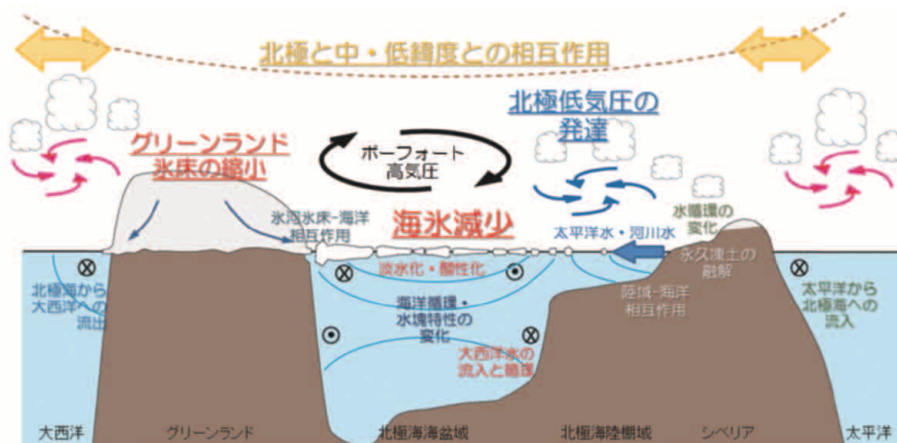 北極と中・低緯度との相互作用
北極低気圧の
発達
グリーンランド
氷床の縮小
ボーフォート
高気圧
氷河氷床-海洋
相互作用
海氷減少
太平洋水・河川水
水循環の
変化
永久凍土の
融解
淡水化・酸性化
陸域-海洋
相互作用
北極海から
大西洋への
流出
海洋循環・
水塊特性の
変化
太平洋から
北極海への
流入
大西洋水の
流入と循環
大西洋
グリーンランド
北極海海盆域
北極海陸棚域
シベリア
太平洋